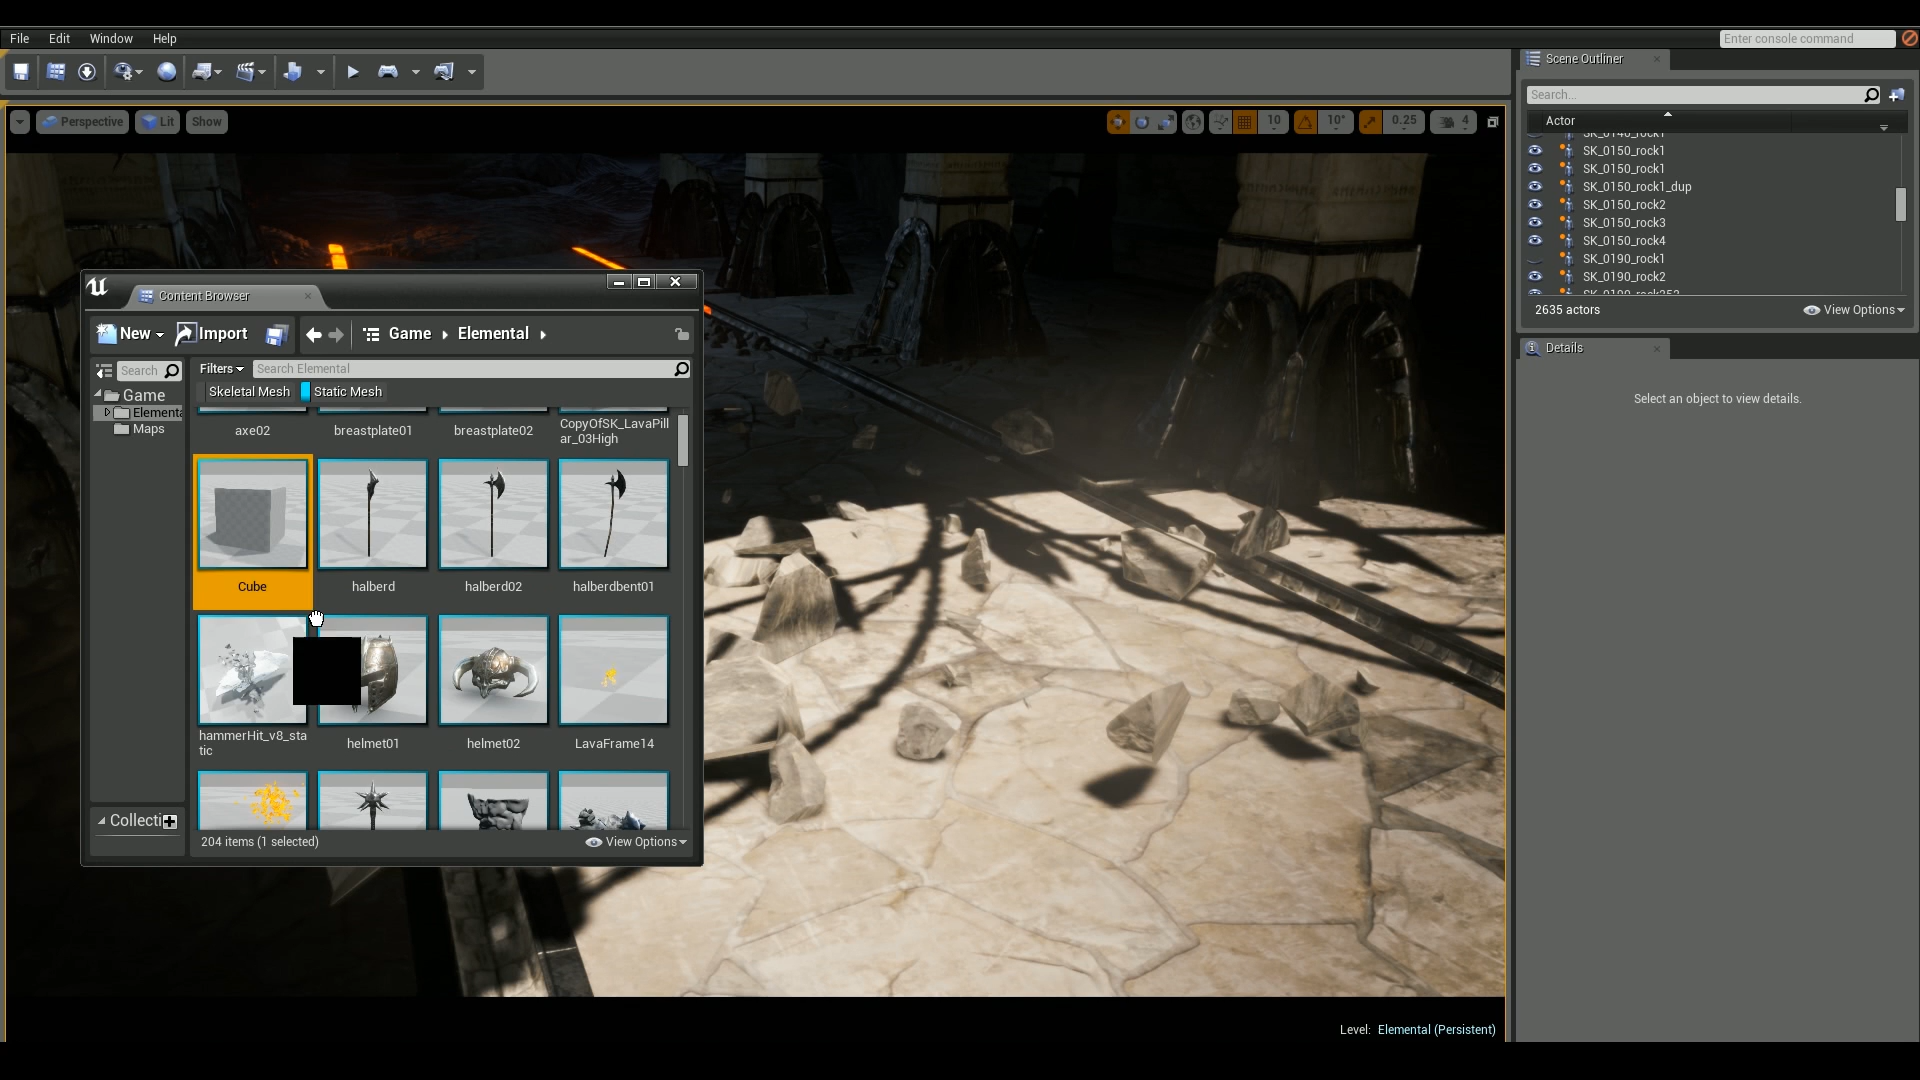 File Edit Window Help
Enter console command
Scene Outliner
Search...
Actor
SK_0140_rock1
SK_0150_rock1
SK_0150_rock1
SK_0150_rock1_dup
SK_0150_rock2
SK_0150_rock3
SK_0150_rock4
SK_0190_rock1
SK_0190_rock2
2635 actors
View Options
Details
Select an object to view details.
Perspective Lit Show
10 10° 0.25 4
Content Browser
New Import Game Elemental
Search
Filters Search Elemental
Skeletal Mesh Static Mesh
Game
Elementa
Maps
Collecti
axe02 breastplate01 breastplate02 CopyOfSK_LavaPill
ar_03High
Cube halberd halberd02 halberdbent01
hammerHit_v8_sta
tic
helmet01 helmet02 LavaFrame14
204 items (1 selected)
View Options
Level: Elemental (Persistent)